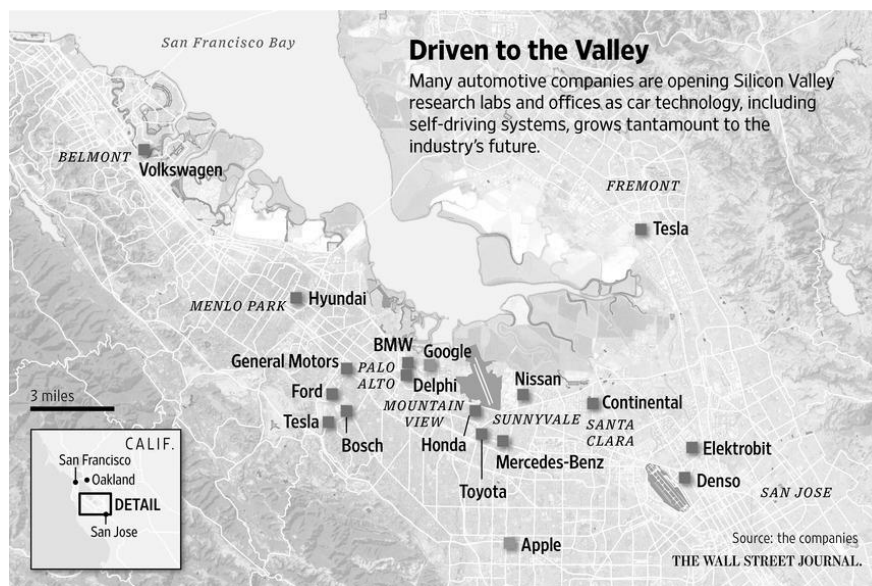 San Francisco Bay
Driven to the Valley
Many automotive companies are opening Silicon Valley
research labs and offices as car technology, including
self-driving systems, grows tantamount to the
industry's future.
BELMONT
Volkswagen
FREMONT
Tesla
MENLO PARK
Hyundai
BMW
Google
General Motors
PALO
ALTO
Delphi
Nissan
3 miles
Ford
MOUNTAIN
VIEW
Continental
Tesla
Bosch
Honda
SUNNYVALE
SANTA
CLARA
Mercedes-Benz
Elektrobit
Toyota
Denso
SAN JOSE
CALIF.
San Francisco
Oakland
DETAIL
San Jose
Apple
Source: the companies
THE WALL STREET JOURNAL.